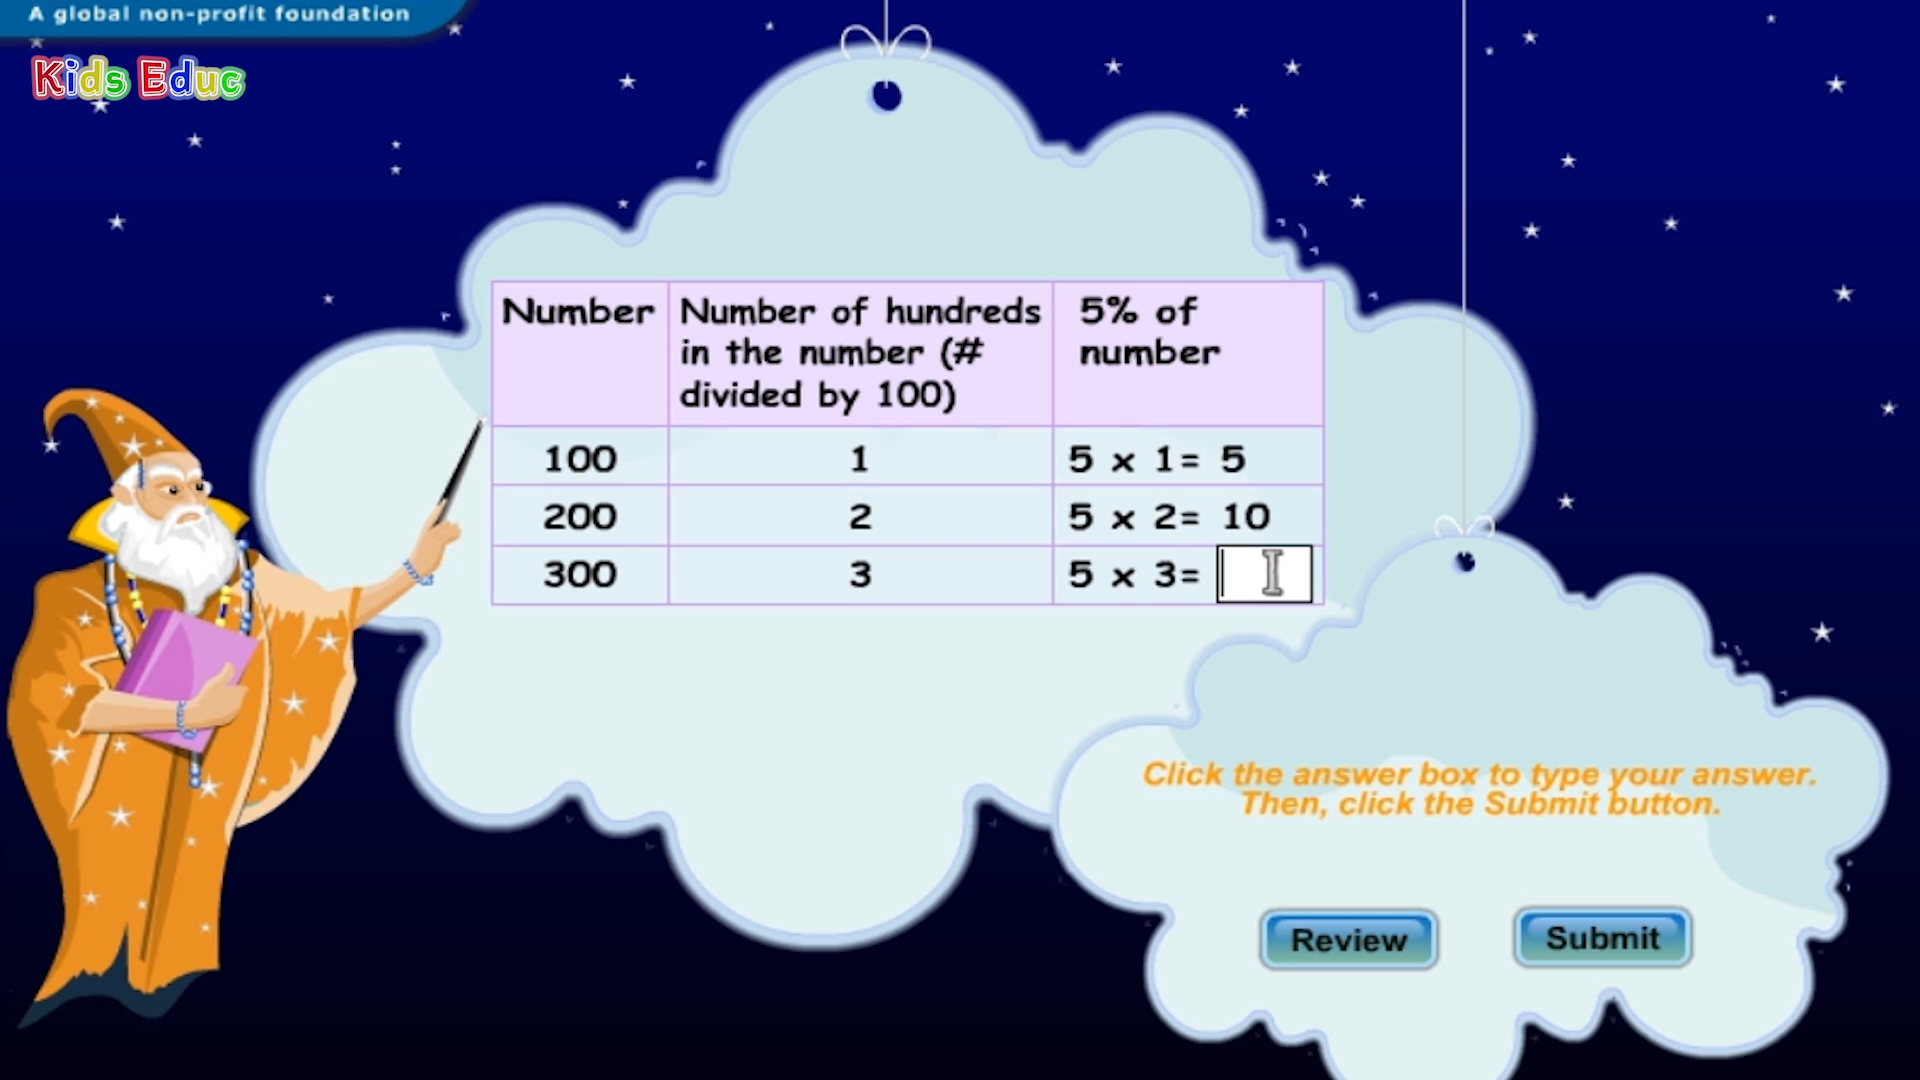 A global non-profit foundation
Kids Educ
Number Number of hundreds 5% of
in the number (# number
divided by 100)
100 1 5 x 1= 5
200 2 5 x 2= 10
300 3 5 x 3=
Click the answer box to type your answer.
Then, click the Submit button.
Review Submit